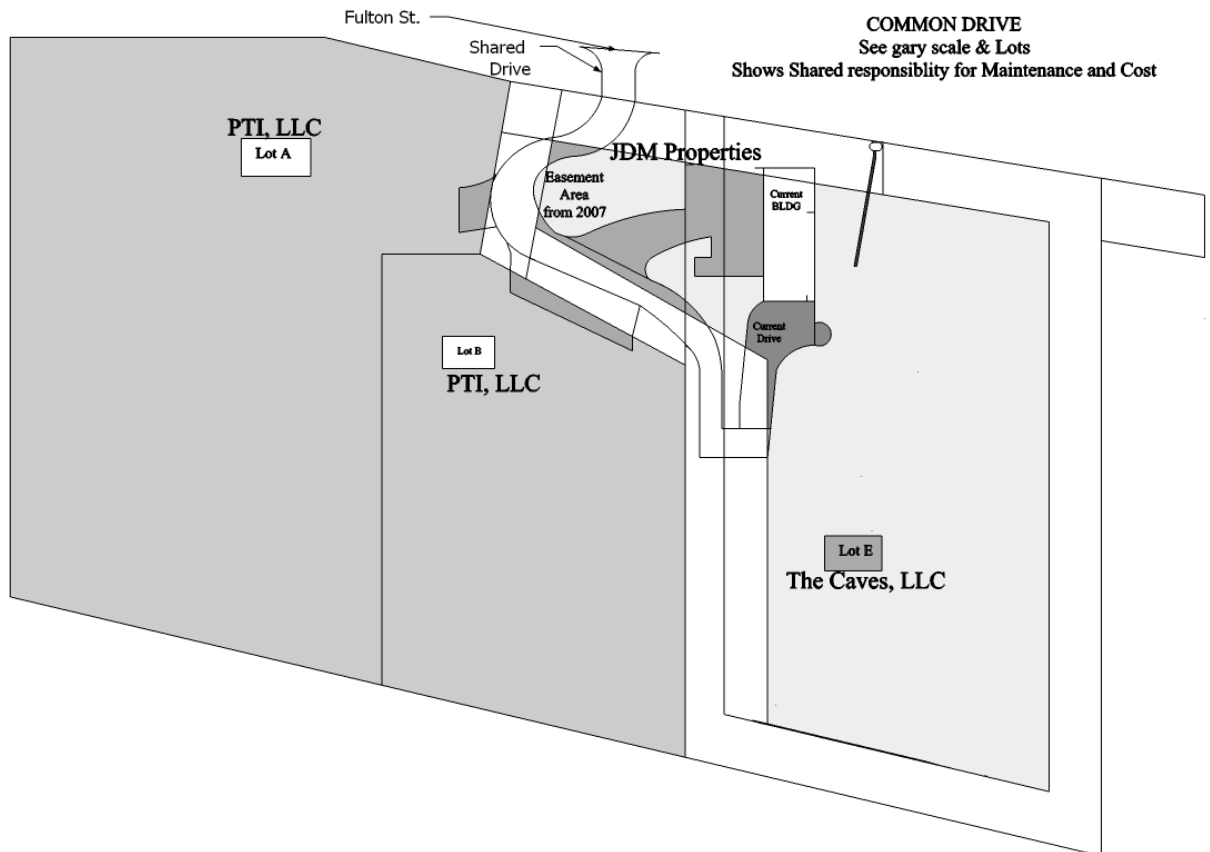 Fulton St.
COMMON DRIVE
See gary scale & Lots
Shows Shared responsiblity for Maintenance and Cost
Shared
Drive
PTI, LLC
Lot A
JDM Properties
Easement
Area
from 2007
Current
BLDG
Current
Drive
Lot B
PTI, LLC
Lot E
The Caves, LLC